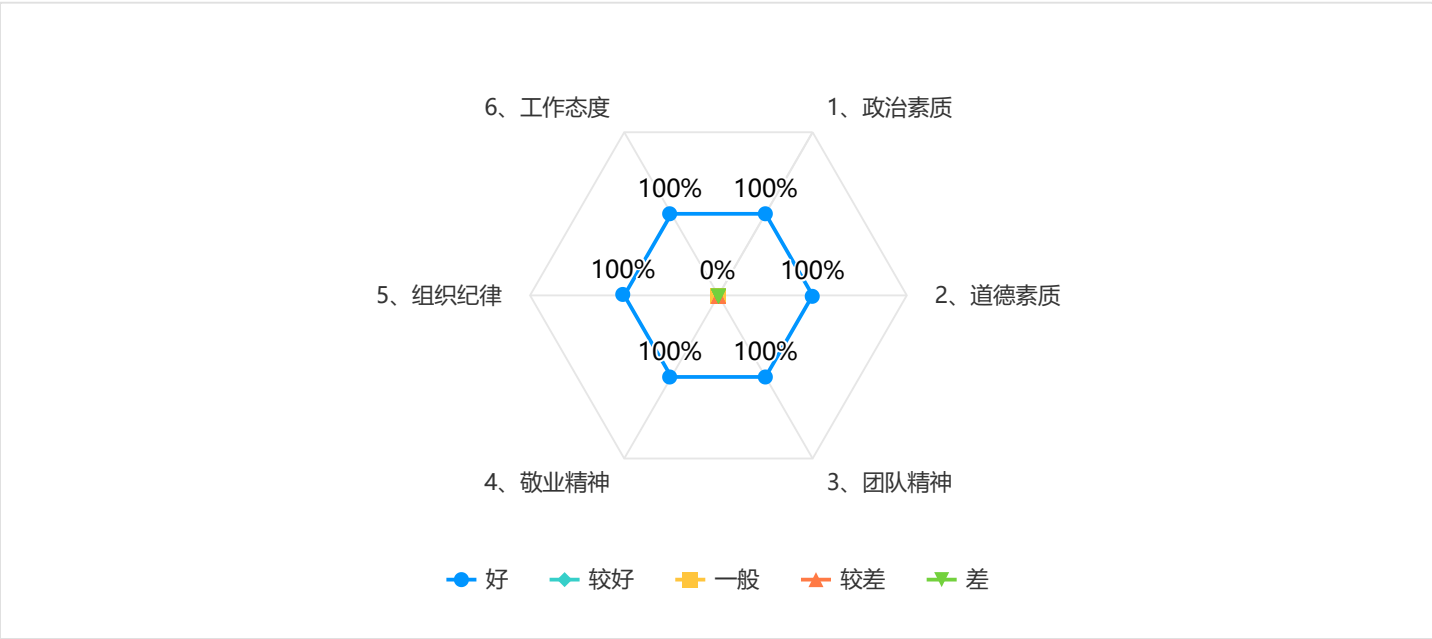 6、工作态度
1、政治素质
100%
100%
100%
0%
100%
5、组织纪律
2、道德素质
100%
100%
4、敬业精神
3、团队精神
好
较好
一般
较差
差